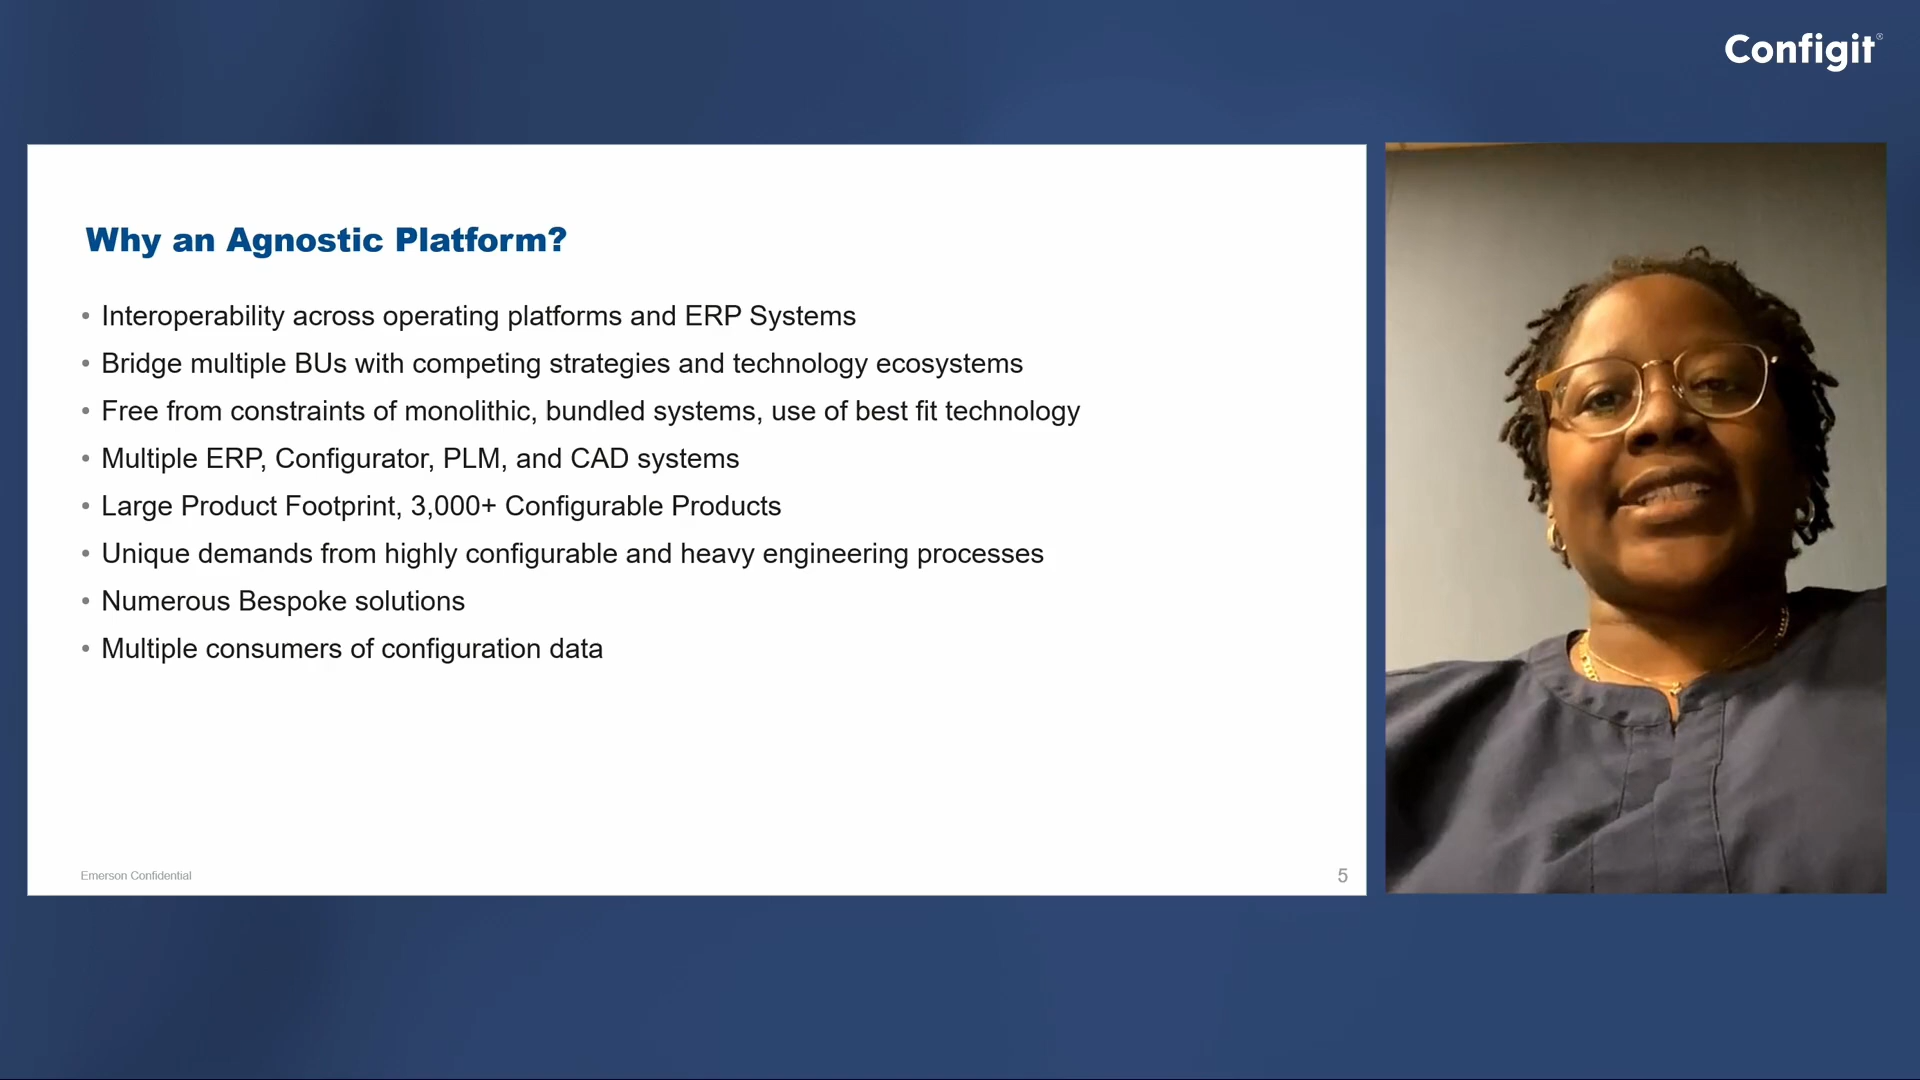 Configit®
Why an Agnostic Platform?
• Interoperability across operating platforms and ERP Systems
• Bridge multiple BUs with competing strategies and technology ecosystems
• Free from constraints of monolithic, bundled systems, use of best fit technology
• Multiple ERP, Configurator, PLM, and CAD systems
• Large Product Footprint, 3,000+ Configurable Products
• Unique demands from highly configurable and heavy engineering processes
• Numerous Bespoke solutions
• Multiple consumers of configuration data
Emerson Confidential
5